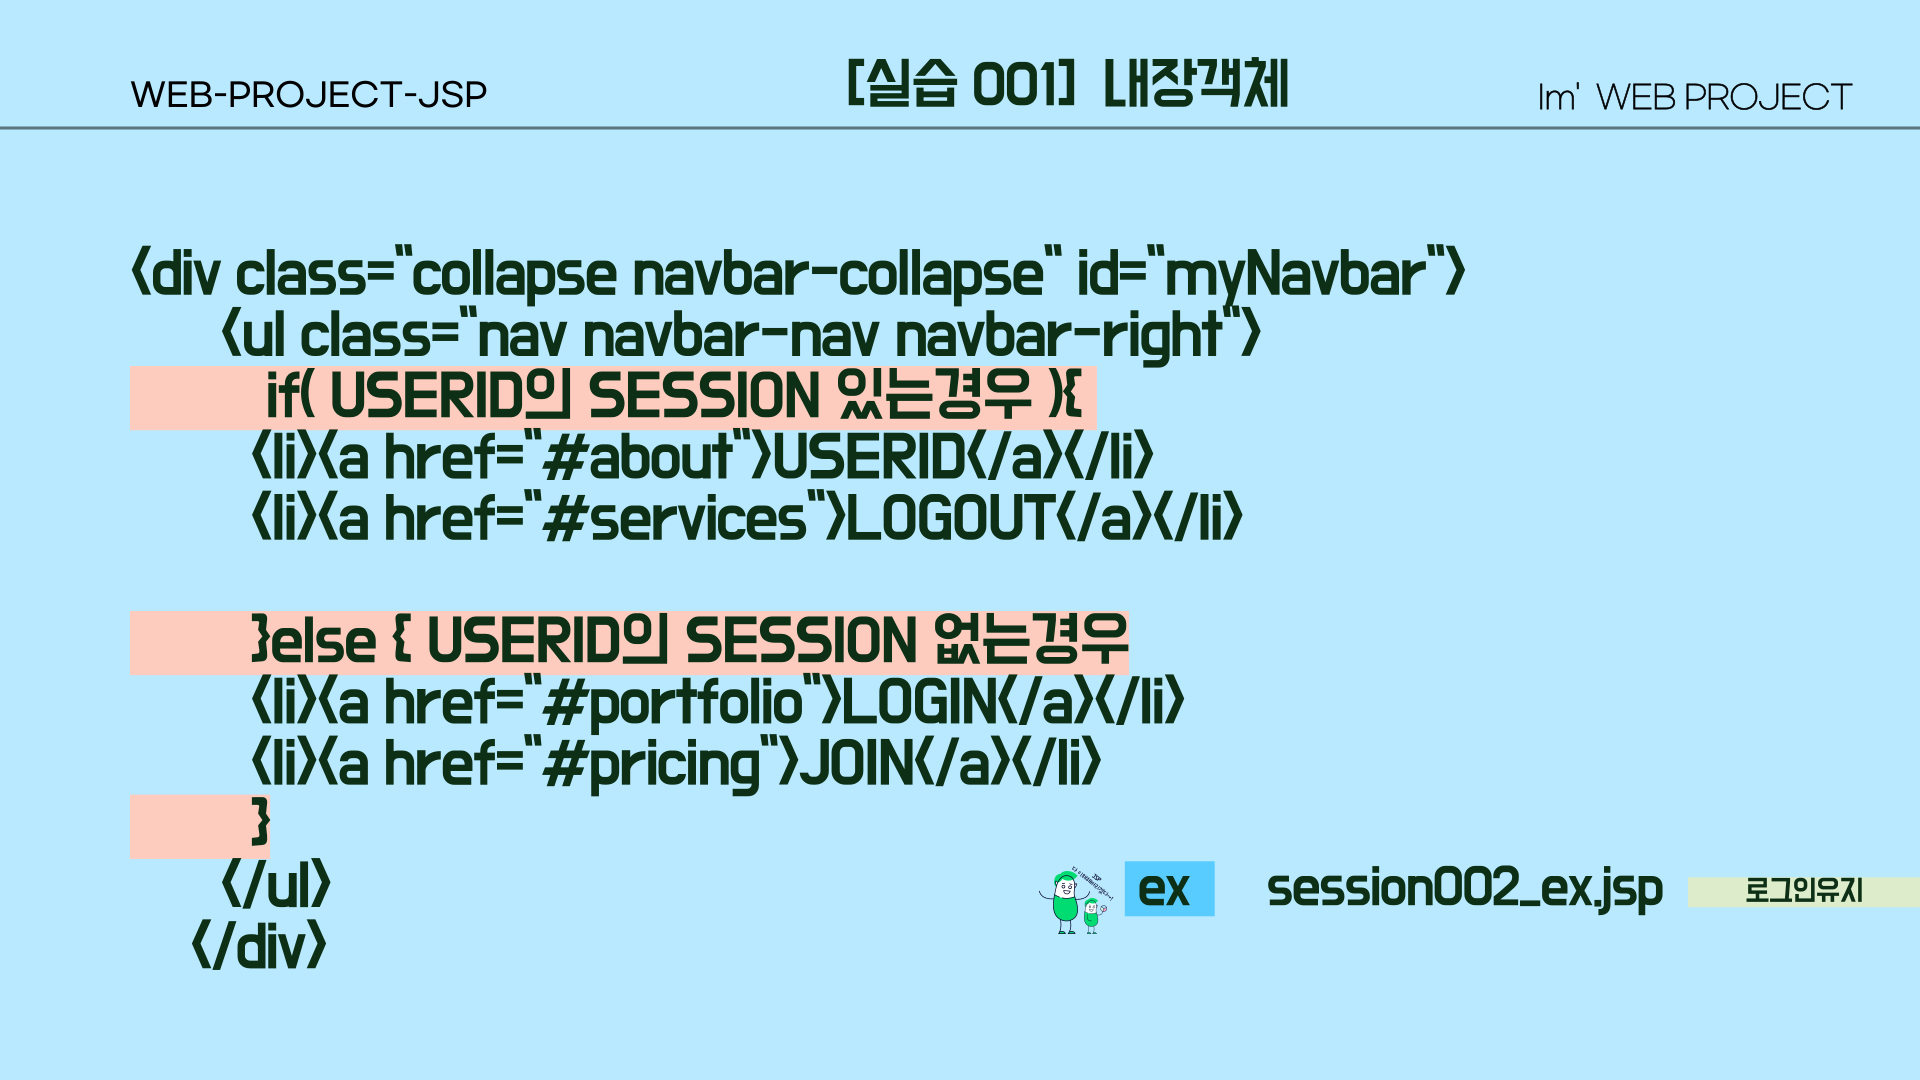 WEB-PROJECT-JSP
[실습 001] 내장객체
Im' WEB PROJECT
<div class="collapse navbar-collapse" id="myNavbar">
<ul class="nav navbar-nav navbar-right">
if( USERID의 SESSION 있는경우 ){
<li><a href="#about">USERID</a></li>
<li><a href="#services">LOGOUT</a></li>
}else { USERID의 SESSION 없는경우
<li><a href="#portfolio">LOGIN</a></li>
<li><a href="#pricing">JOIN</a></li>
}
</ul>
</div>
JSP
ex session002_ex.jsp 로그인유지